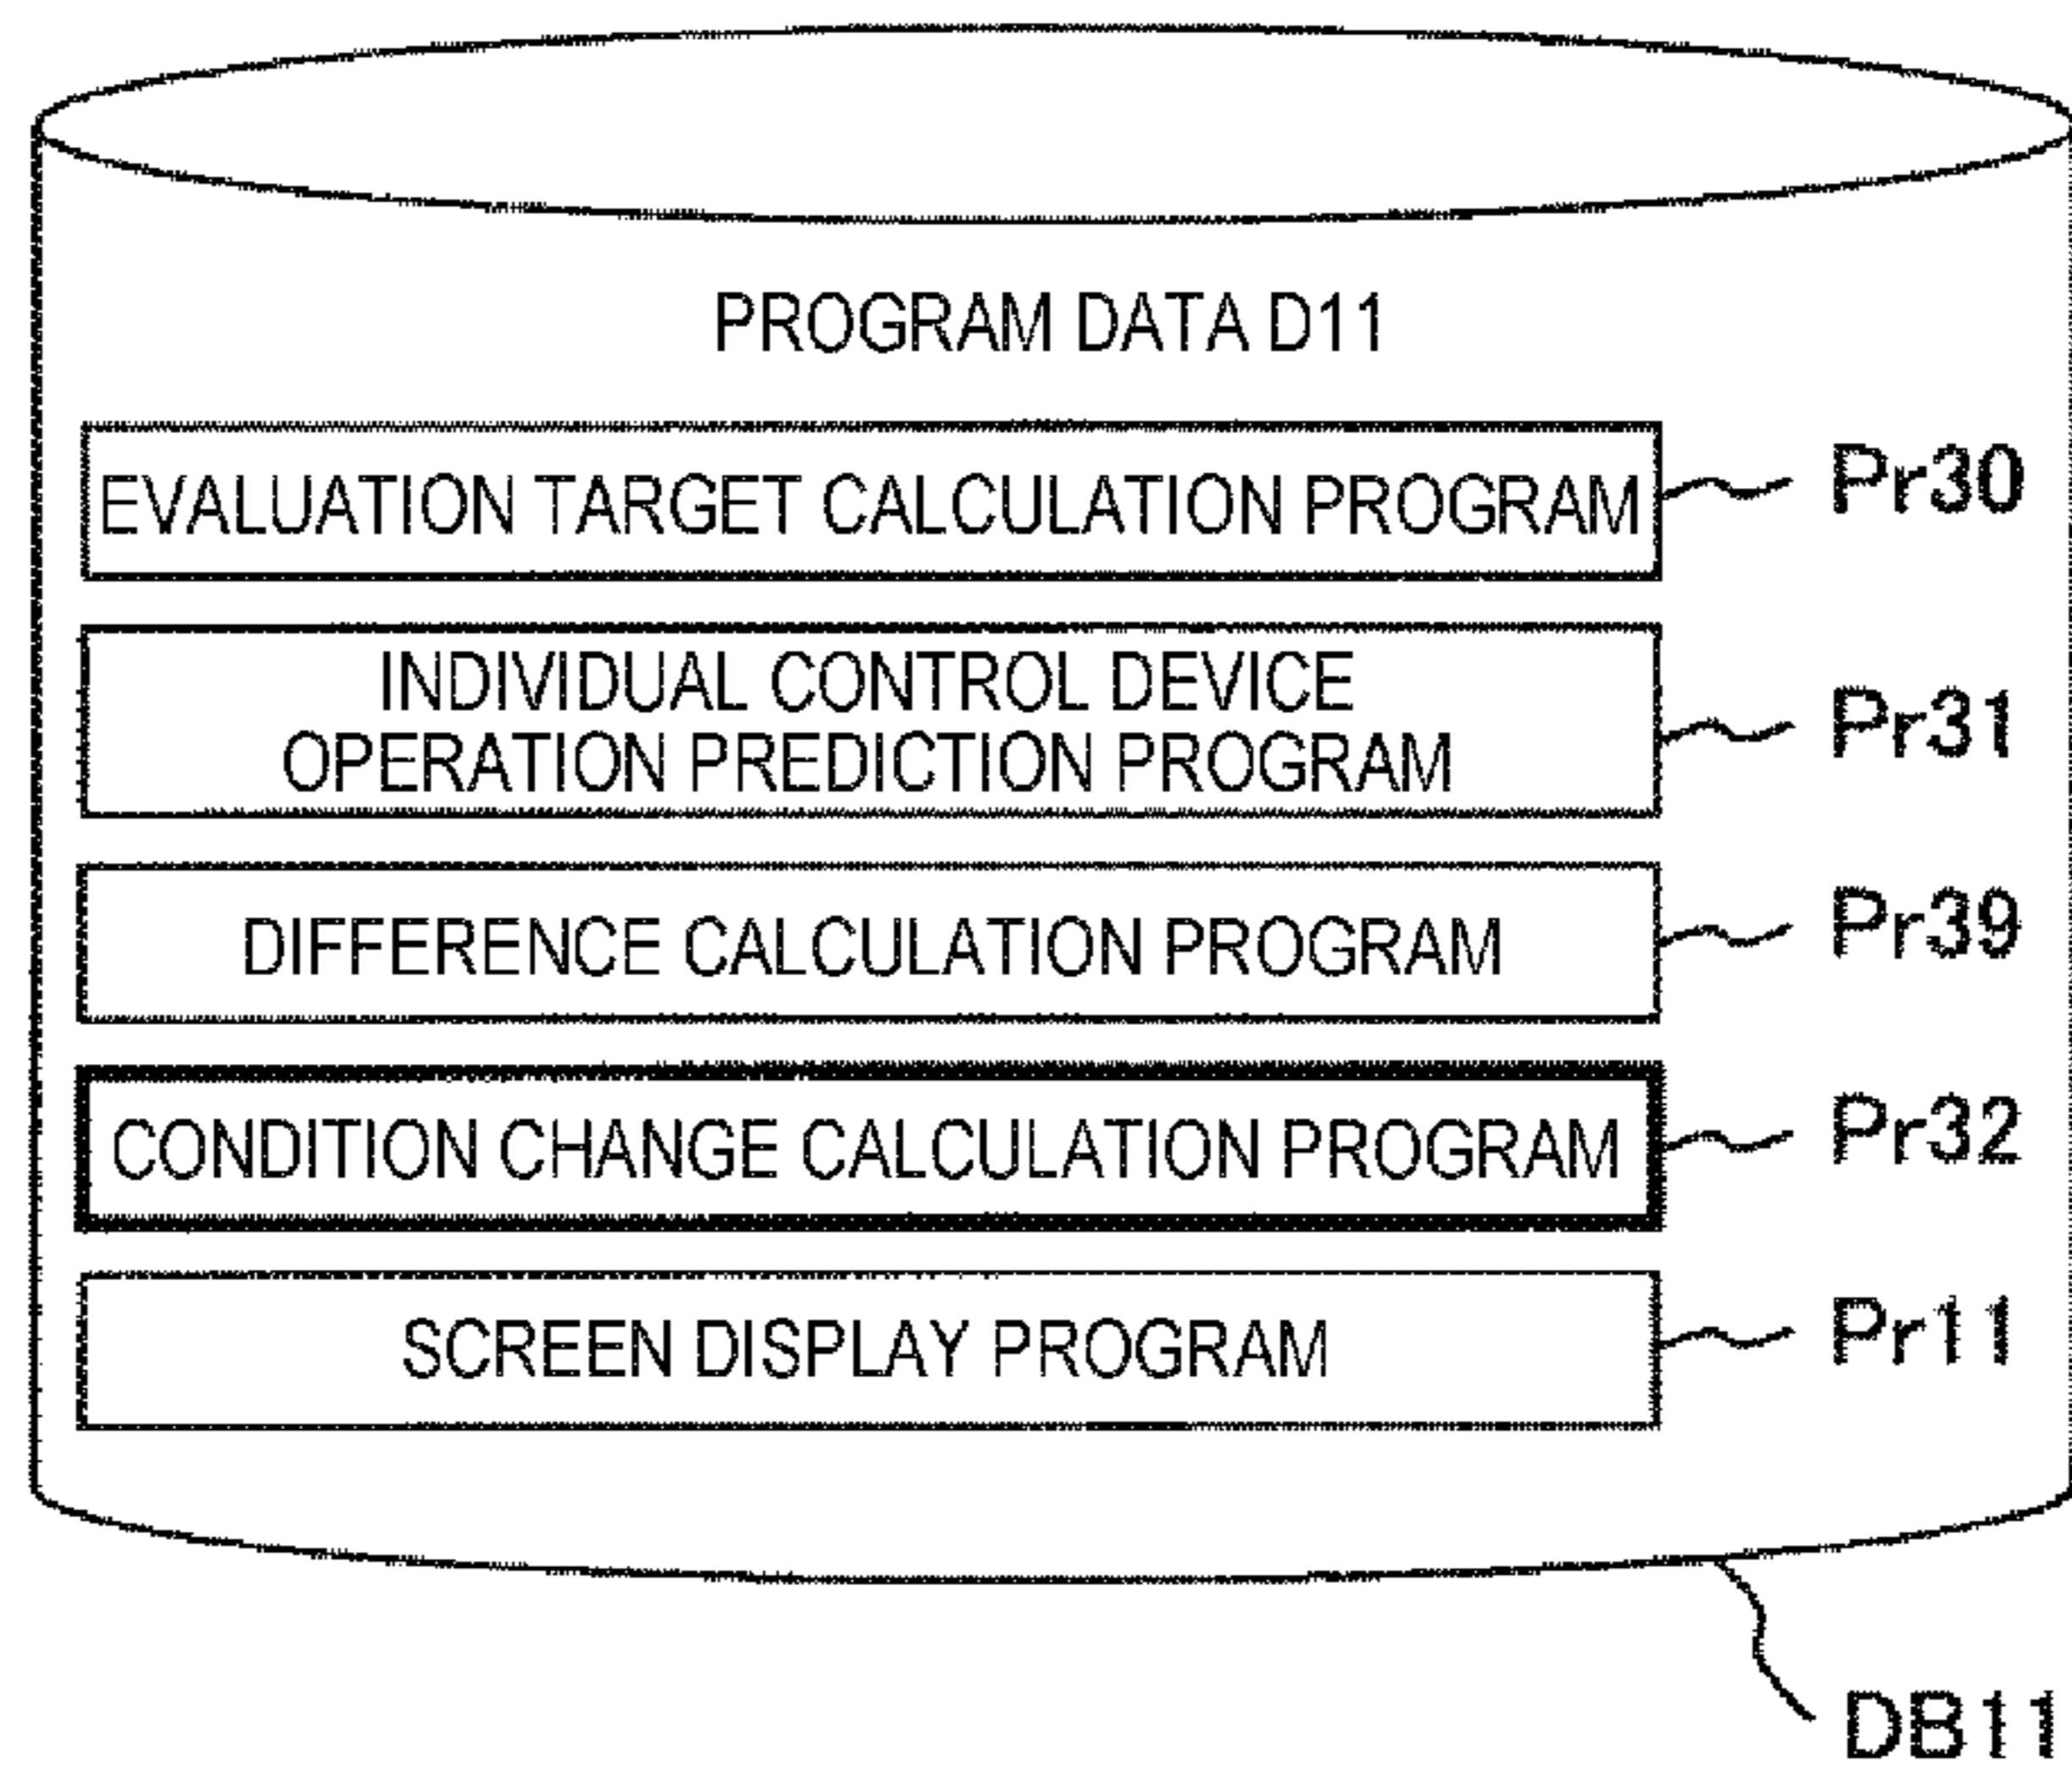 PROGRAM DATA D11
EVALUATION TARGET CALCULATION PROGRAM
Pr30
INDIVIDUAL CONTROL DEVICE
OPERATION PREDICTION PROGRAM
Pr31
DIFFERENCE CALCULATION PROGRAM
Pr39
CONDITION CHANGE CALCULATION PROGRAM
Pr32
SCREEN DISPLAY PROGRAM
Pr11
DB11